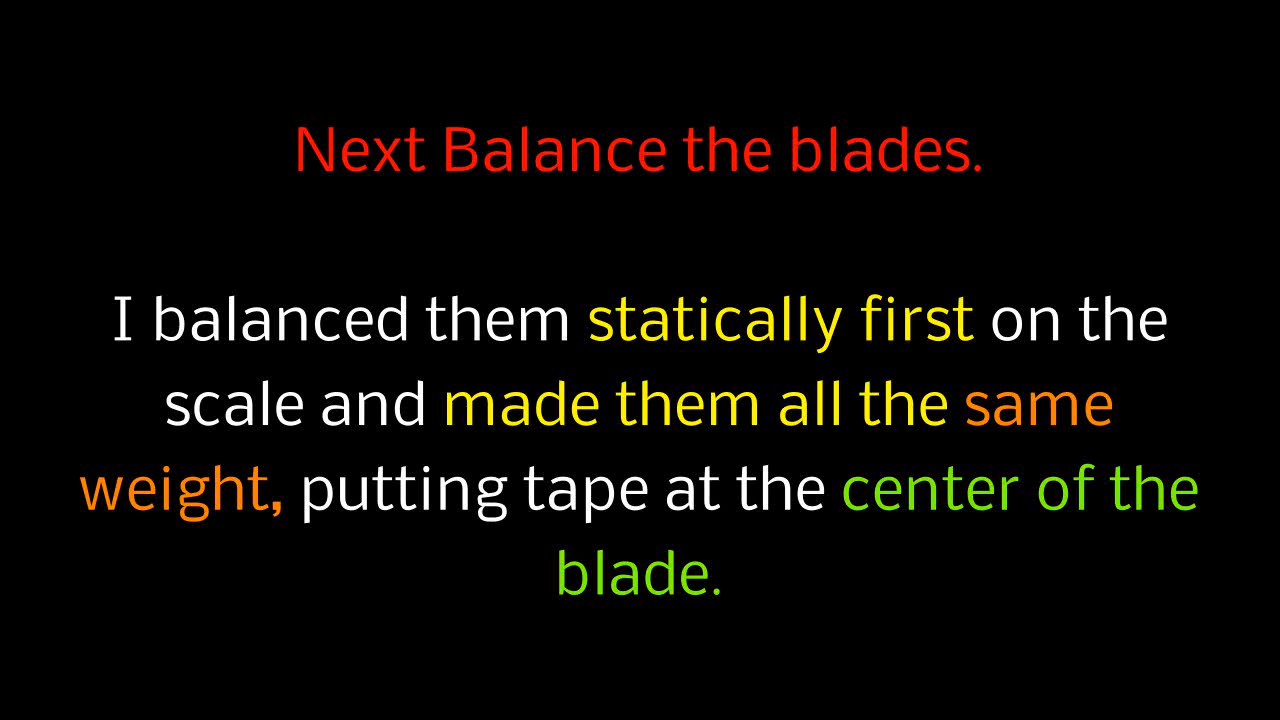 Next Balance the blades.
I balanced them statically first on the
scale and made them all the same
weight, putting tape at the center of the
blade.